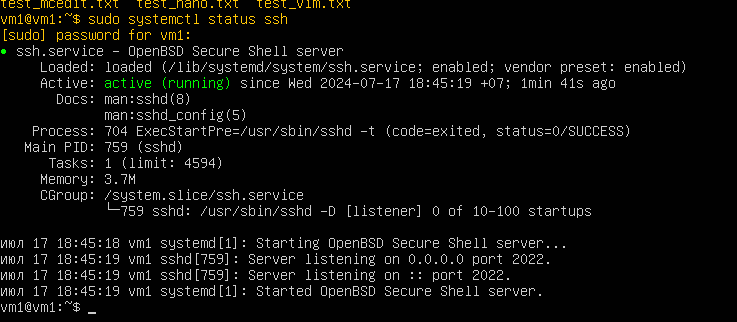 test_mcedit.txt  test_nano.txt  test_vim.txt
vm1@vm1:~$ sudo systemctl status ssh
[sudo] password for vm1:
● ssh.service - OpenBSD Secure Shell server
     Loaded: loaded (/lib/systemd/system/ssh.service; enabled; vendor preset: enabled)
     Active: active (running) since Wed 2024-07-17 18:45:19 +07; 1min 41s ago
       Docs: man:sshd(8)
             man:sshd_config(5)
    Process: 704 ExecStartPre=/usr/sbin/sshd -t (code=exited, status=0/SUCCESS)
   Main PID: 759 (sshd)
      Tasks: 1 (limit: 4594)
     Memory: 3.7M
     CGroup: /system.slice/ssh.service
             └─759 sshd: /usr/sbin/sshd -D [listener] 0 of 10-100 startups
июл 17 18:45:18 vm1 systemd[1]: Starting OpenBSD Secure Shell server...
июл 17 18:45:19 vm1 sshd[759]: Server listening on 0.0.0.0 port 2022.
июл 17 18:45:19 vm1 sshd[759]: Server listening on :: port 2022.
июл 17 18:45:19 vm1 systemd[1]: Started OpenBSD Secure Shell server.
vm1@vm1:~$ _